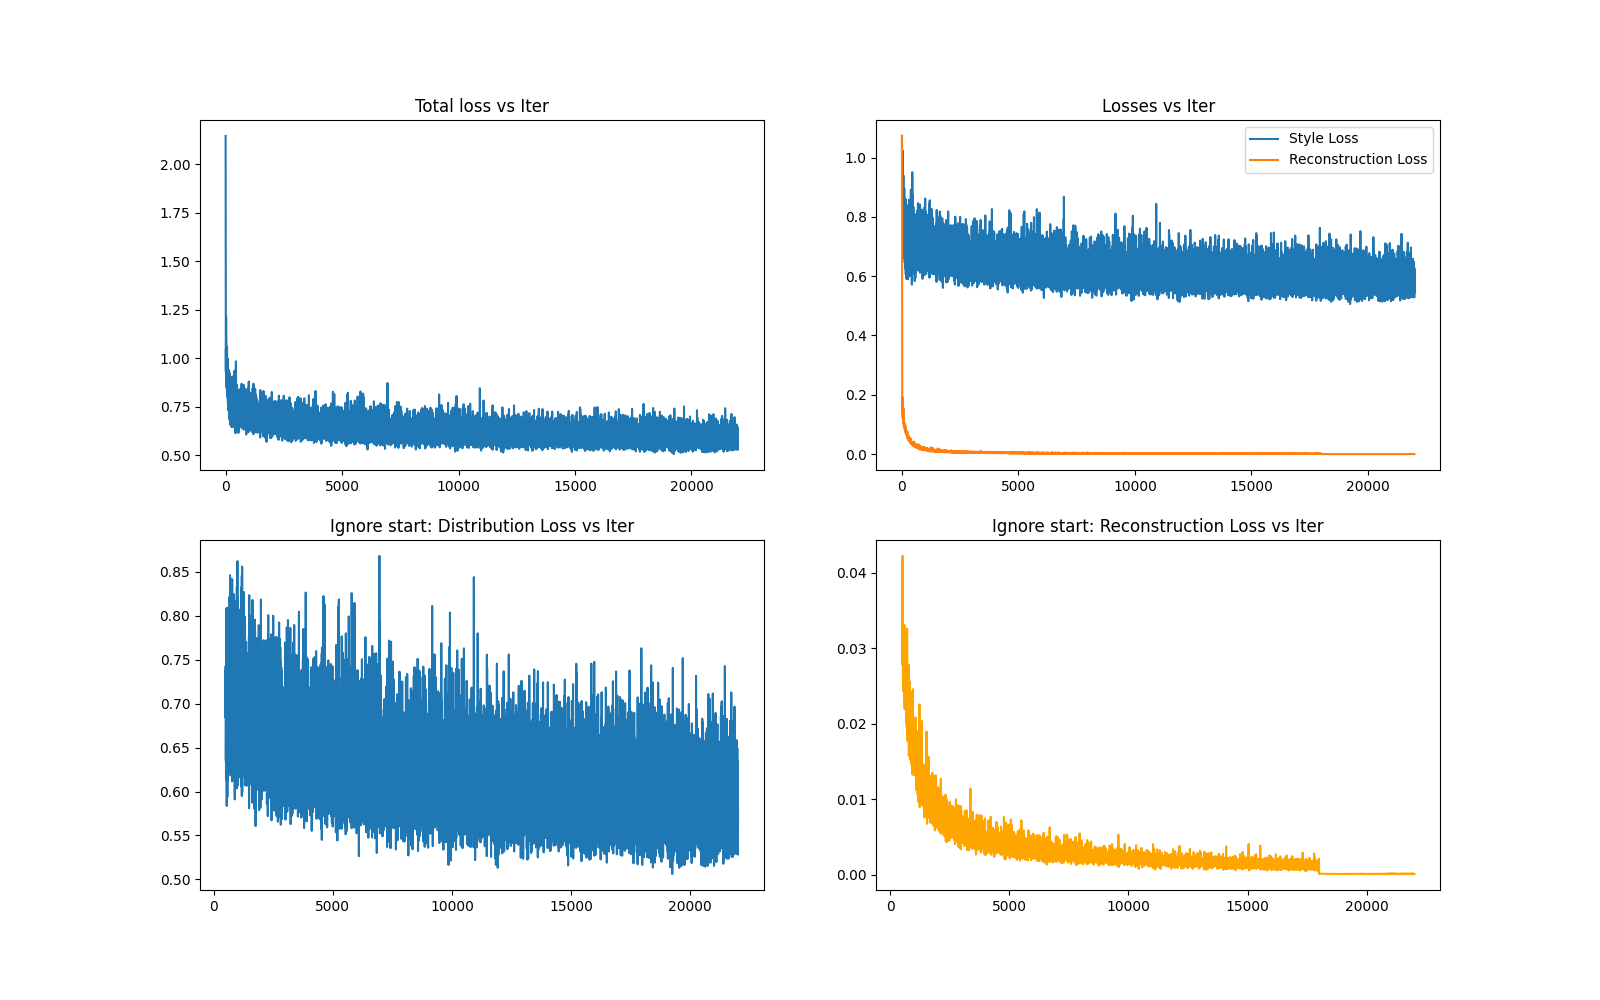 Total loss vs Iter
2.00
1.75
1.50
1.25
1.00
0.75
0.50
0 5000 10000 15000 20000
Losses vs Iter
Style Loss
Reconstruction Loss
1.0
0.8
0.6
0.4
0.2
0.0
0 5000 10000 15000 20000
Ignore start: Distribution Loss vs Iter
0.85
0.80
0.75
0.70
0.65
0.60
0.55
0.50
0 5000 10000 15000 20000
Ignore start: Reconstruction Loss vs Iter
0.04
0.03
0.02
0.01
0.00
0 5000 10000 15000 20000